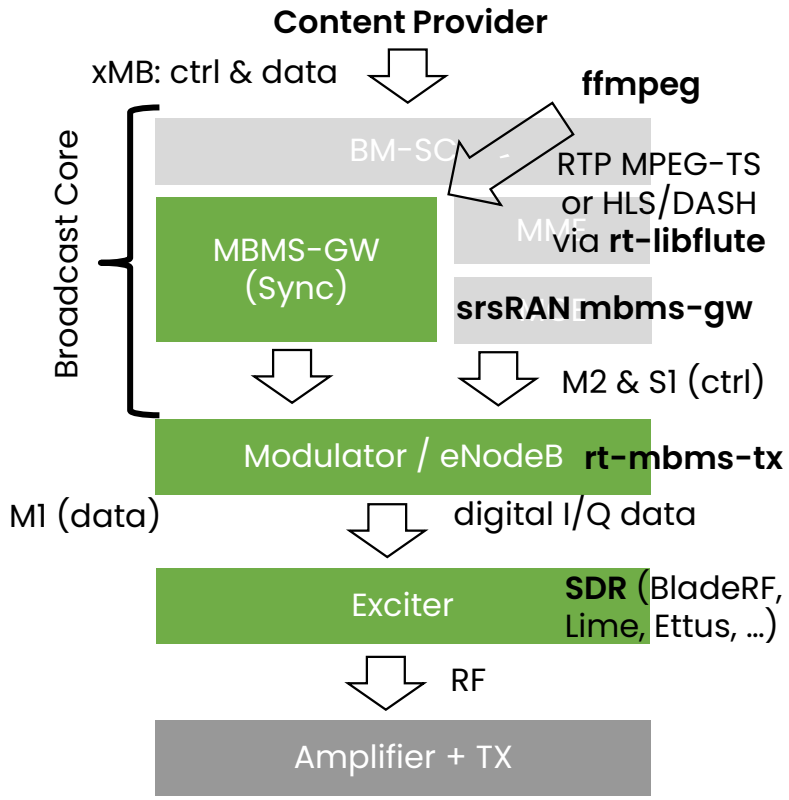 Content Provider
xMB: ctrl & data
ffmpeg
Broadcast Core
BM-SC
RTP MPEG-TS
or HLS/DASH
via rt-libflute
MBMS-GW
(Sync)
srsRAN mbms-gw
M2 & S1 (ctrl)
Modulator / eNodeB
rt-mbms-tx
M1 (data)
digital I/Q data
Exciter
SDR (BladeRF,
Lime, Ettus, ...)
RF
Amplifier + TX